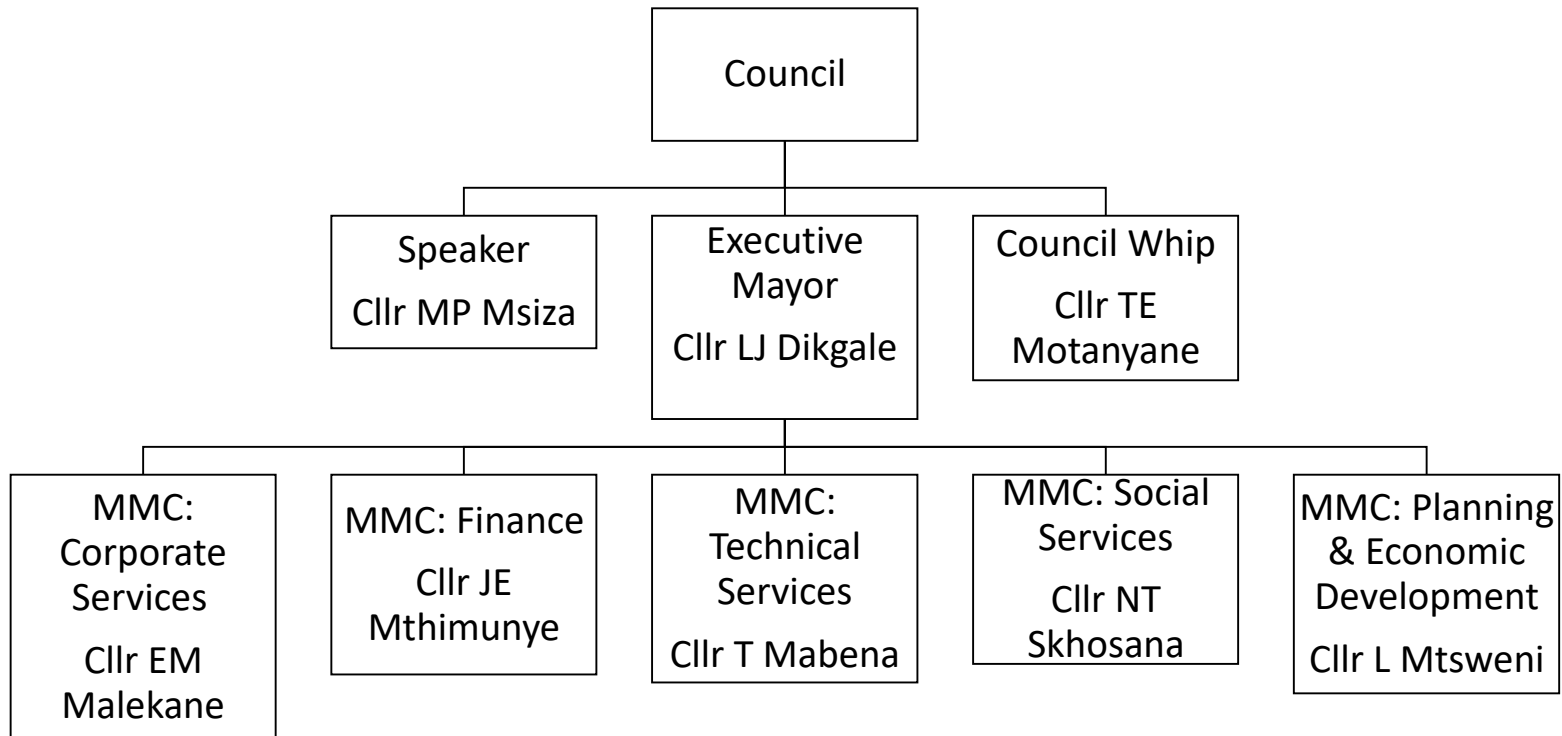 Council
Speaker
Cllr MP Msiza
Executive
Mayor
Cllr LJ Dikgale
Council Whip
Cllr TE
Motanyane
MMC:
Corporate
Services
Cllr EM
Malekane
MMC: Finance
Cllr JE
Mthimunye
MMC:
Technical
Services
Cllr T Mabena
MMC: Social
Services
Cllr NT
Skhosana
MMC: Planning
& Economic
Development
Cllr L Mtsweni